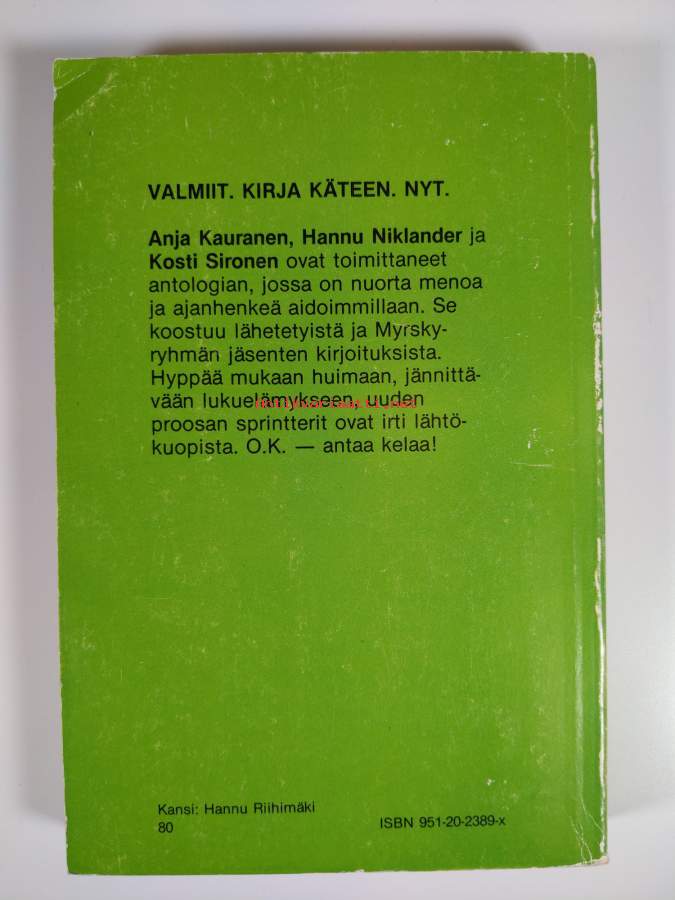 VALMIIT. KIRJA KÄTEEN. NYT.
Anja Kauranen, Hannu Niklander ja
Kosti Sironen ovat toimittaneet
antologian, jossa on nuorta menoa
ja ajanhenkeä aidoimmillaan. Se
koostuu lähetetyistä ja Myrsky-
ryhmän jäsenten kirjoituksista.
Hyppää mukaan huimaan, jännittä-
vään lukuelämykseen, uuden
proosan sprintterit ovat irti lähtö-
kuopista. O.K. — antaa kelaa!
Kansi: Hannu Riihimäki
80
ISBN 951-20-2389-x